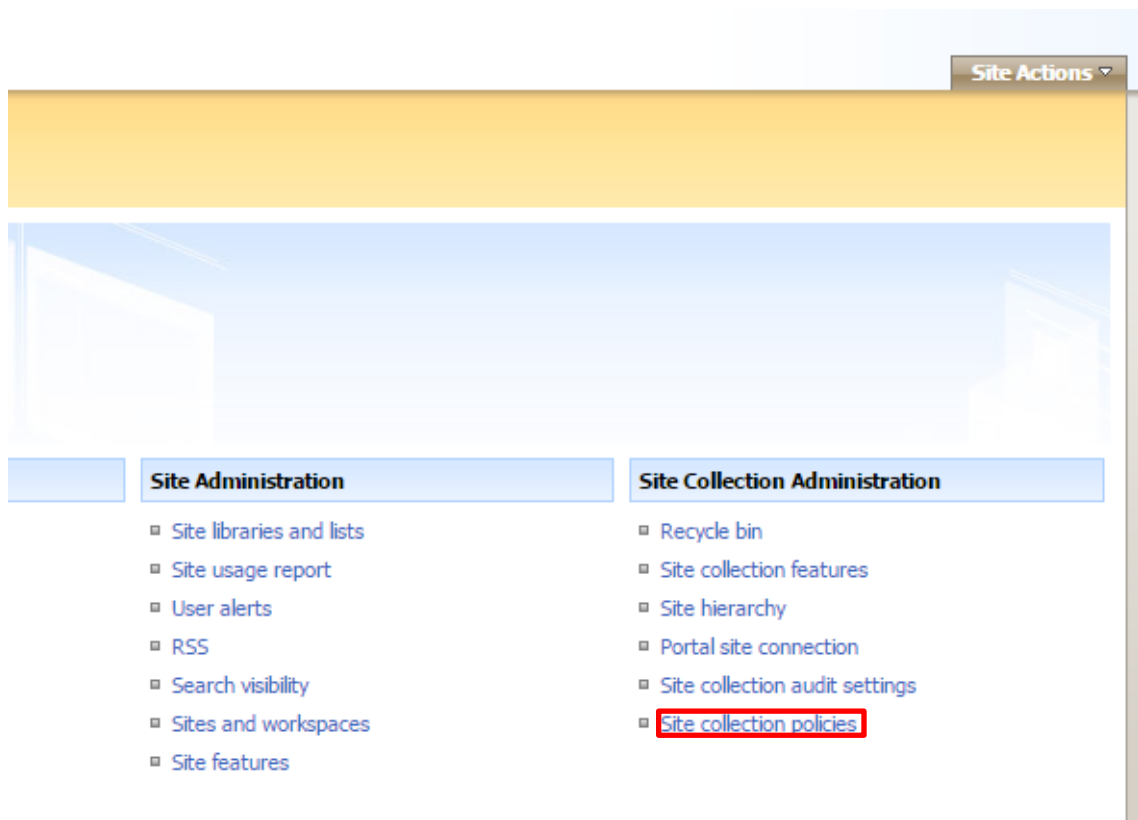 Site Actions
Site Administration
Site libraries and lists
Site usage report
User alerts
RSS
Search visibility
Sites and workspaces
Site features
Site Collection Administration
Recycle bin
Site collection features
Site hierarchy
Portal site connection
Site collection audit settings
Site collection policies